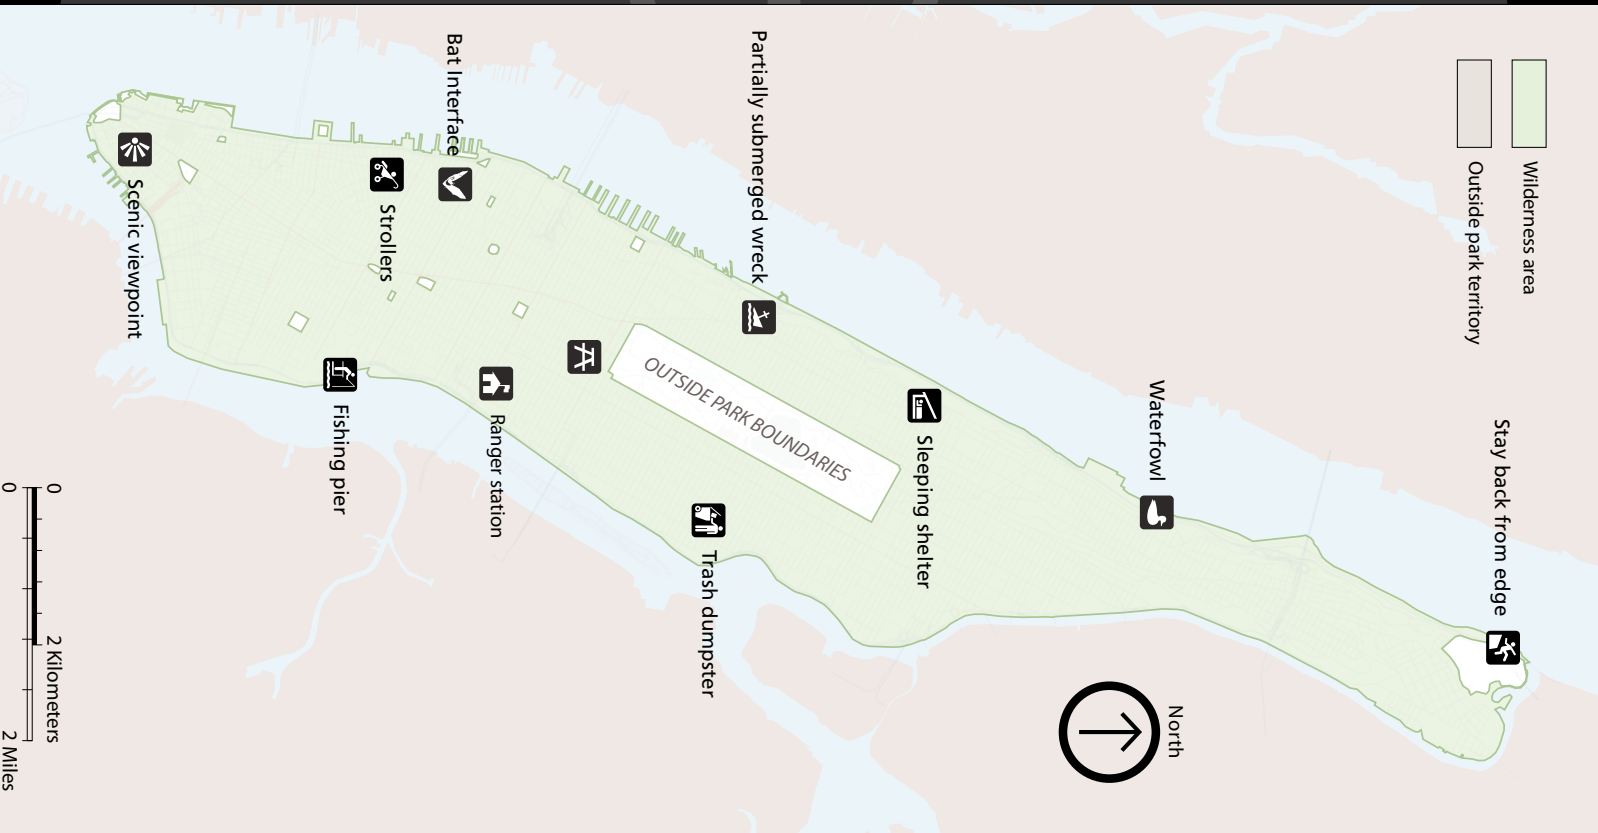 Stay back from edge
Waterfowl
Sleeping shelter
Partially submerged wreck
OUTSIDE PARK BOUNDARIES
Trash dumpster
Ranger station
Bat Interface
Strollers
Fishing pier
Scenic viewpoint
Wilderness area
Outside park territory
North
0 2 Kilometers
0 2 Miles